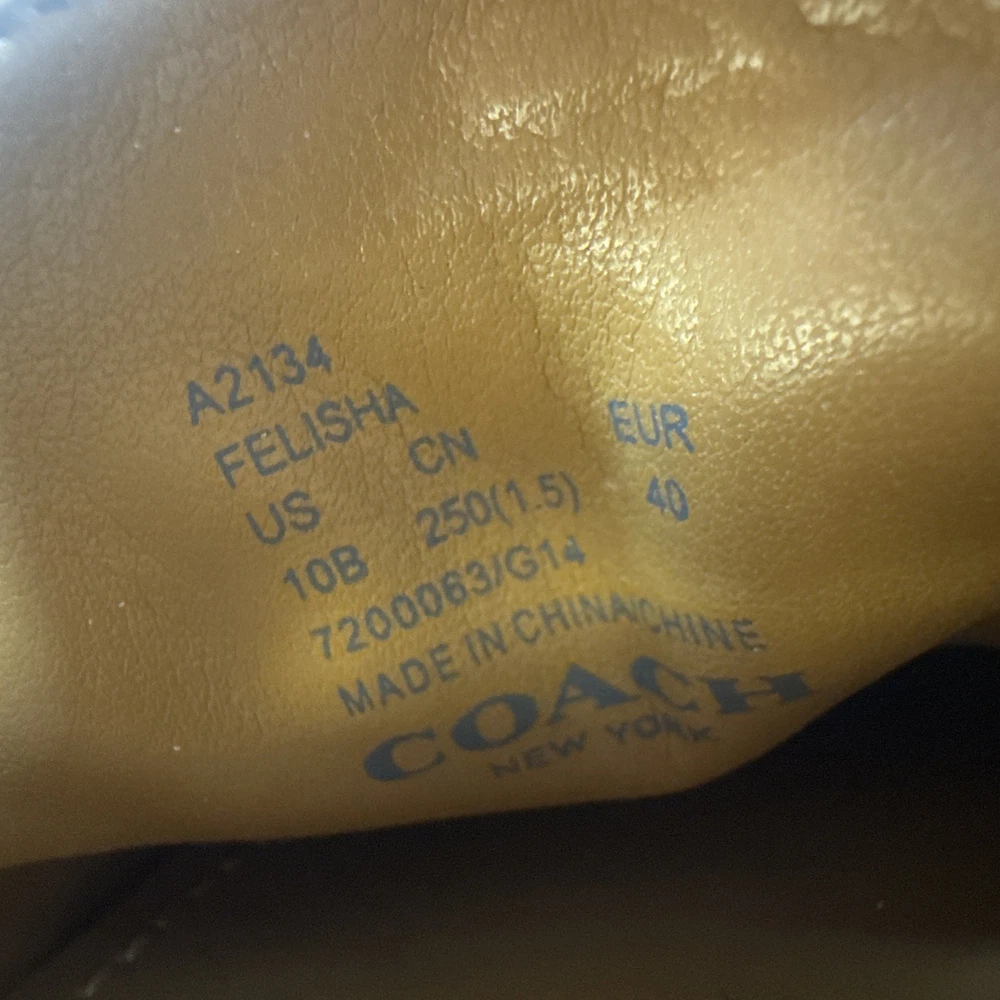 A2134
FELISHA
US CN EUR
10B 250(1.5) 40
7200063/G14
MADE IN CHINA/CHINE
COACH
NEW YORK